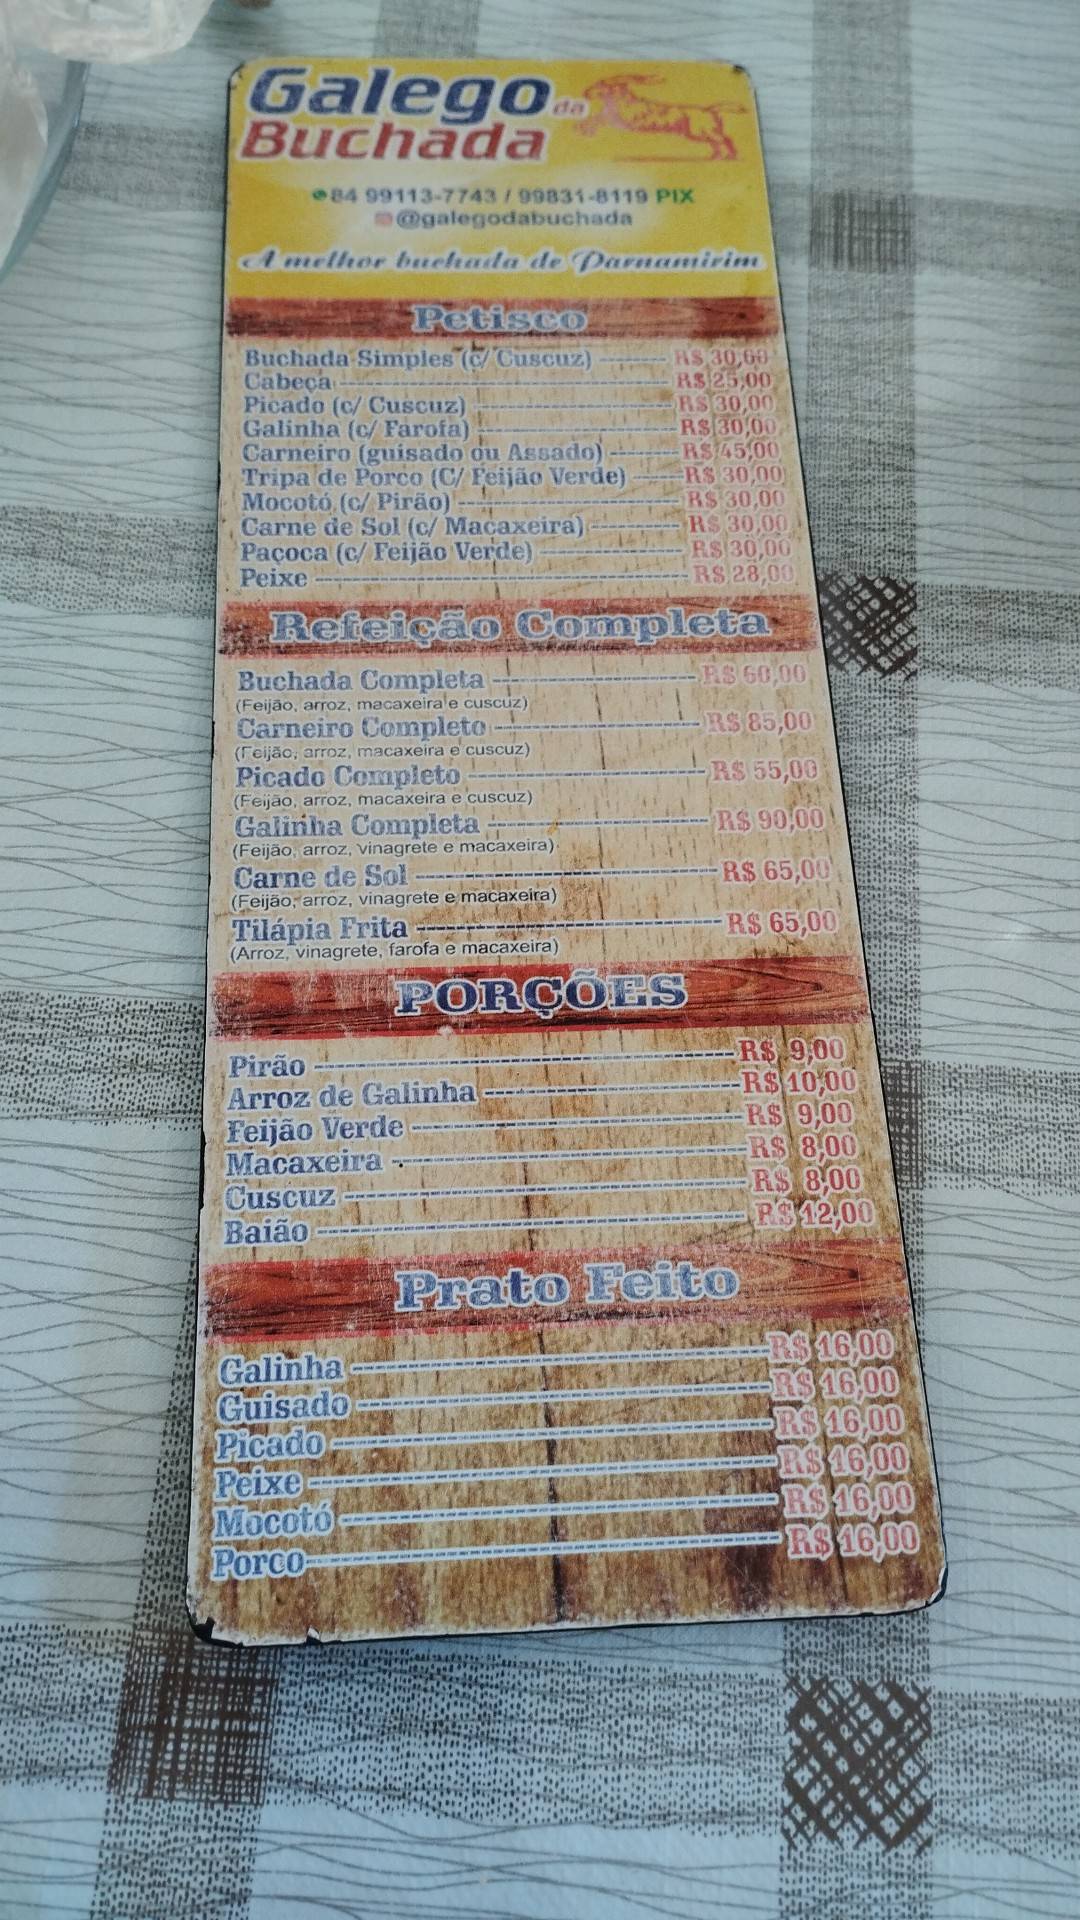 Galego da
Buchada
84 99113-7743 / 99831-8119 PIX
@galegodabuchada
A melhor buchada de Parnamirim
Petisco
Buchada Simples (c/ Cuscuz) R$ 30,00
Cabeça R$ 25,00
Picado (c/ Cuscuz) R$ 30,00
Galinha (c/ Farofa) R$ 30,00
Carneiro (guisado ou Assado) R$ 45,00
Tripa de Porco (C/ Feijão Verde) R$ 30,00
Mocotó (c/ Pirão) R$ 30,00
Carne de Sol (c/ Macaxeira) R$ 30,00
Paçoca (c/ Feijão Verde) R$ 30,00
Peixe R$ 28,00
Refeição Completa
Buchada Completa R$ 60,00
(Feijão, arroz, macaxeira e cuscuz)
Carneiro Completo R$ 85,00
(Feijão, arroz, macaxeira e cuscuz)
Picado Completo R$ 55,00
(Feijão, arroz, macaxeira e cuscuz)
Galinha Completa R$ 90,00
(Feijão, arroz, vinagrete e macaxeira)
Carne de Sol R$ 65,00
(Feijão, arroz, vinagrete e macaxeira)
Tilápia Frita R$ 65,00
(Arroz, vinagrete, farofa e macaxeira)
PORÇÕES
Pirão R$ 9,00
Arroz de Galinha R$ 10,00
Feijão Verde R$ 9,00
Macaxeira R$ 8,00
Cuscuz R$ 8,00
Baião R$ 12,00
Prato Feito
Galinha R$ 16,00
Guisado R$ 16,00
Picado R$ 16,00
Peixe R$ 16,00
Mocotó R$ 16,00
Porco R$ 16,00